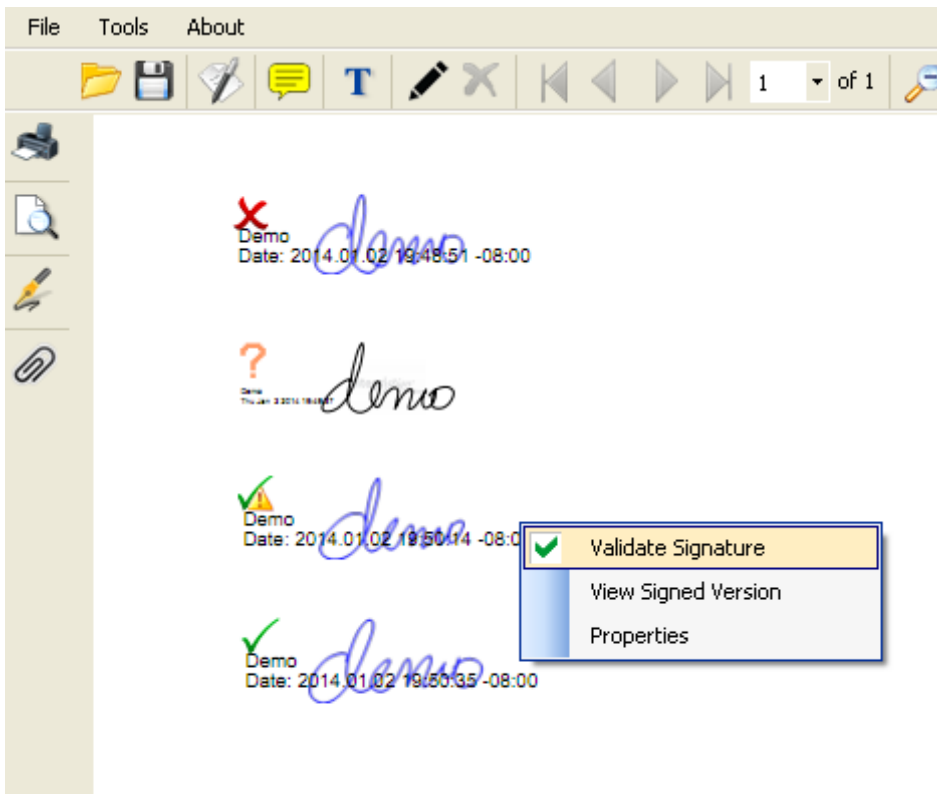 File Tools About
T 1 of 1
Demo
demo
Date: 2014.01.02 19:48:51 -08:00
?
demo
Demo
Demo
demo
Date: 2014.01.02 19:50:14 -08:0
Validate Signature
View Signed Version
Properties
Demo
demo
Date: 2014.01.02 19:50:35 -08:00